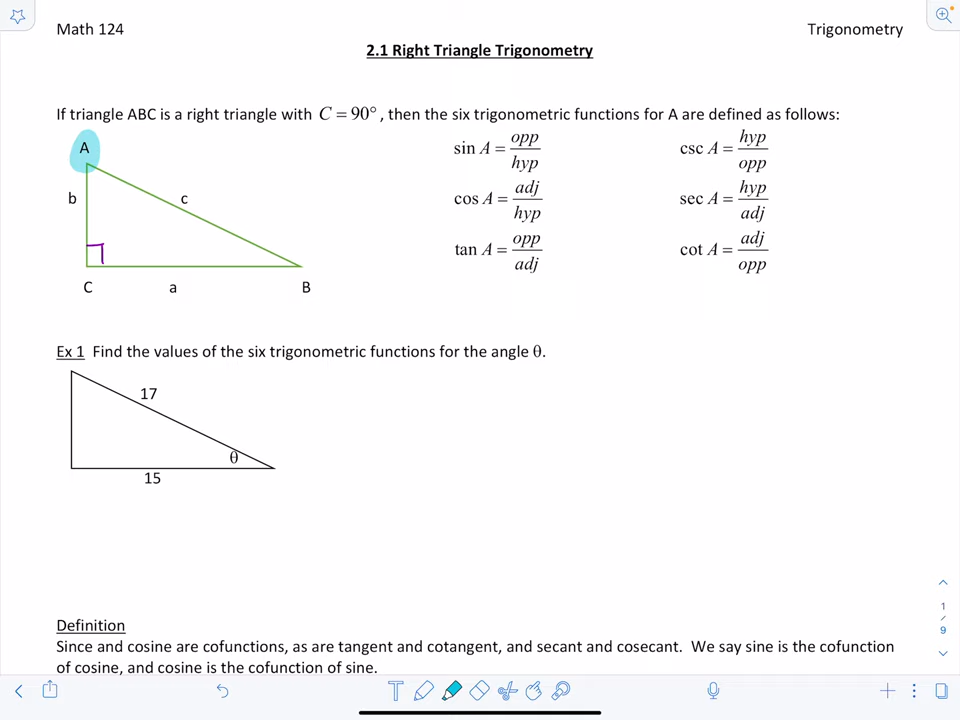 Math 124 Trigonometry
2.1 Right Triangle Trigonometry
If triangle ABC is a right triangle with C = 90°, then the six trigonometric functions for A are defined as follows:
A
b
c
C
a
B
sin A = opp/hyp csc A = hyp/opp
cos A = adj/hyp sec A = hyp/adj
tan A = opp/adj cot A = adj/opp
Ex 1 Find the values of the six trigonometric functions for the angle θ.
17
θ
15
Definition
Since and cosine are cofunctions, as are tangent and cotangent, and secant and cosecant. We say sine is the cofunction
of cosine, and cosine is the cofunction of sine.
1
/
9